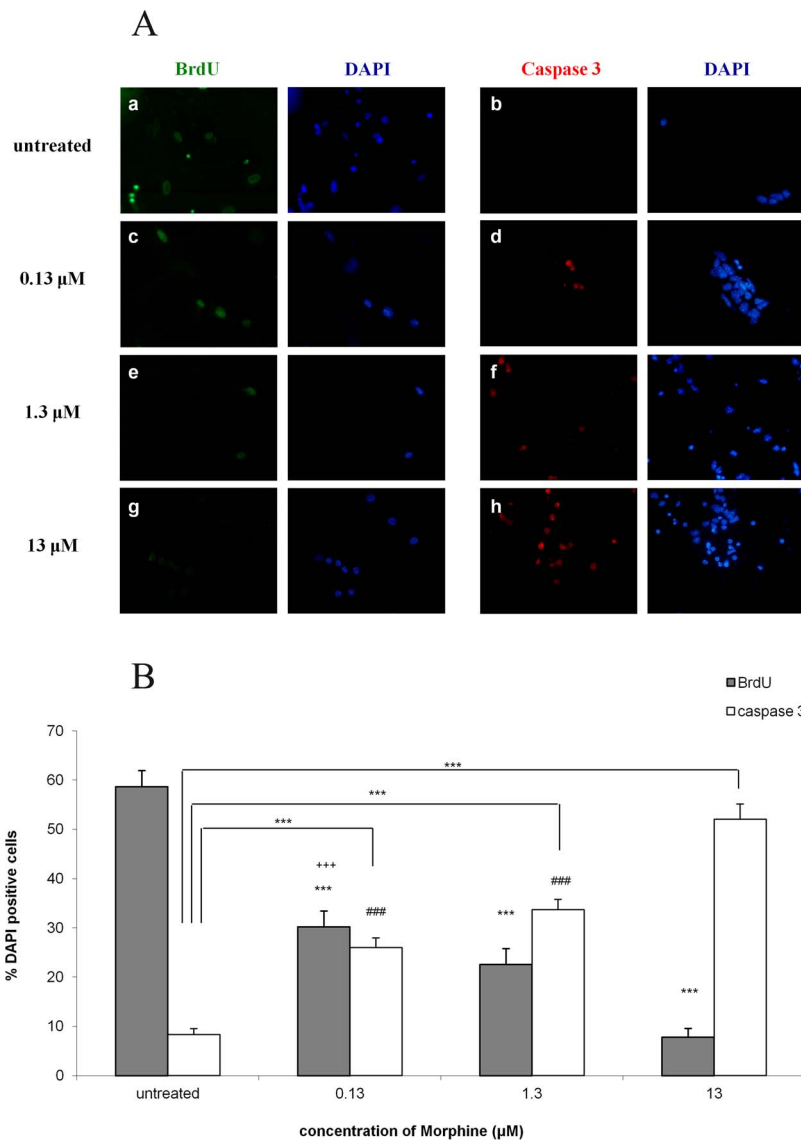 A
BrdU DAPI Caspase 3 DAPI
untreated a b
0.13 µM c d
1.3 µM e f
13 µM g h
B
BrdU
caspase 3
70
60
50
40
30
20
10
0
% DAPI positive cells
***
***
***
+++
***
###
***
###
***
untreated 0.13 1.3 13
concentration of Morphine (µM)